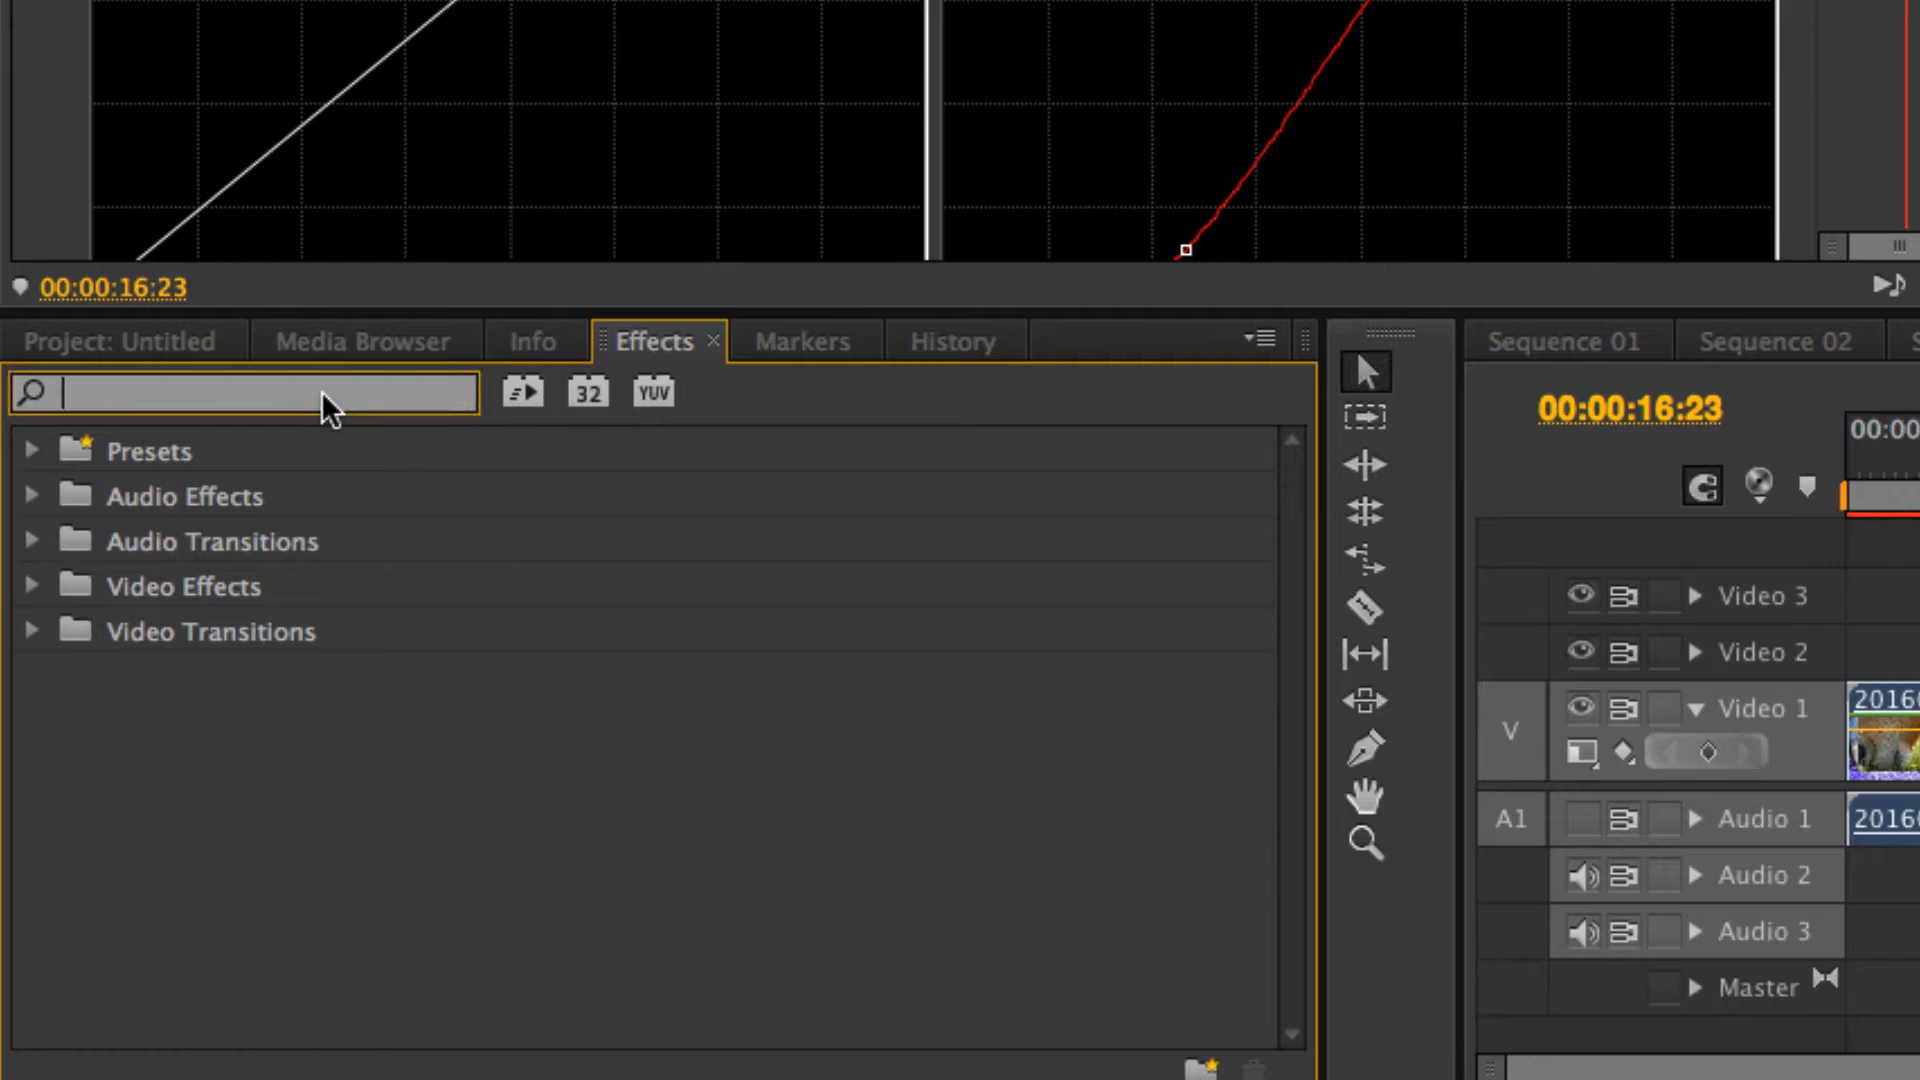 00:00:16:23
Project: Untitled
Media Browser
Info
Effects
Markers
History
Sequence 01
Sequence 02
32
YUV
00:00:16:23
00:00
Presets
Audio Effects
Audio Transitions
Video Effects
Video Transitions
Video 3
Video 2
V
Video 1
2016
A1
Audio 1
2016
Audio 2
Audio 3
Master